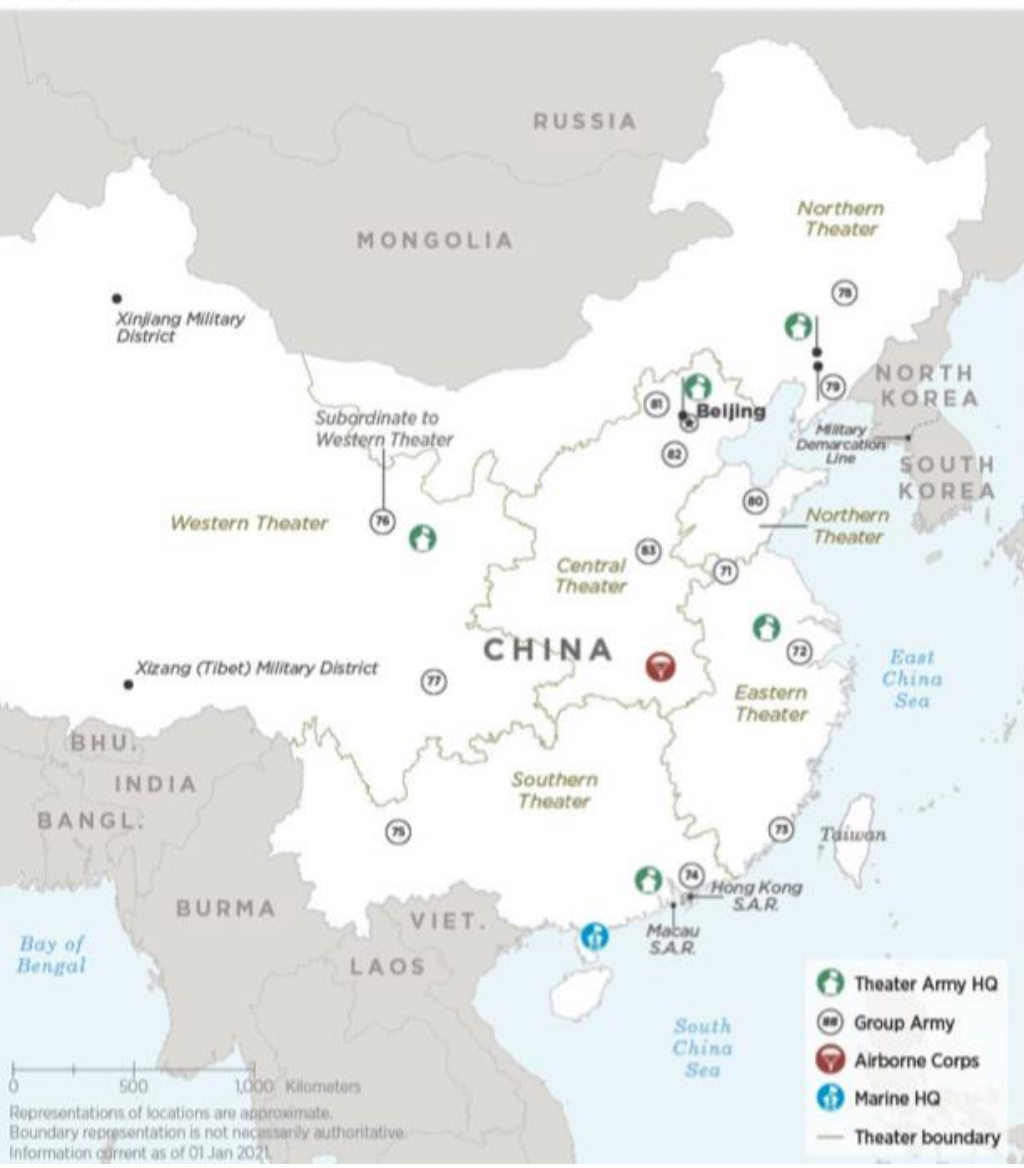 RUSSIA
Northern
Theater
MONGOLIA
78
Xinjiang Military
District
NORTH
KOREA
79
81
Beijing
Subordinate to
Western Theater
Military
Demarcation
Line
82
SOUTH
KOREA
80
Western Theater
76
Northern
Theater
83
Central
Theater
71
CHINA
72
East
China
Sea
Xizang (Tibet) Military District
77
Eastern
Theater
BHU.
INDIA
Southern
Theater
BANGL.
75
73
Taiwan
74
Hong Kong
S.A.R.
BURMA
VIET.
Macau
S.A.R.
Bay of
Bengal
LAOS
Theater Army HQ
88 Group Army
South
China
Sea
Airborne Corps
Marine HQ
Theater boundary
0 500 1,000 Kilometers
Representations of locations are approximate.
Boundary representation is not necessarily authoritative.
Information current as of 01 Jan 2021.